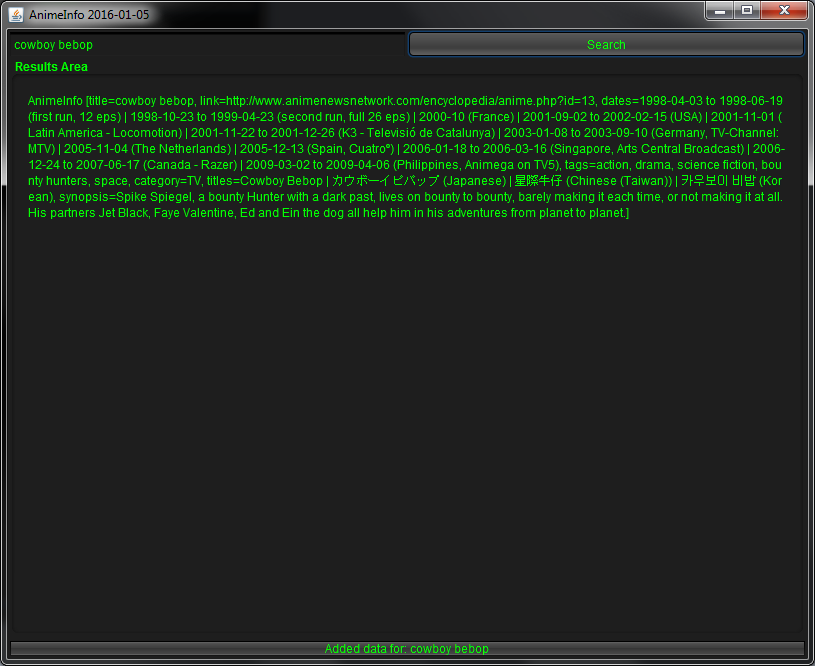 AnimeInfo 2016-01-05
cowboy bebop
Search
Results Area
AnimeInfo [title=cowboy bebop, link=http://www.animenewsnetwork.com/encyclopedia/anime.php?id=13, dates=1998-04-03 to 1998-06-19
(first run, 12 eps) | 1998-10-23 to 1999-04-23 (second run, full 26 eps) | 2000-10 (France) | 2001-09-02 to 2002-02-15 (USA) | 2001-11-01 (
Latin America - Locomotion) | 2001-11-22 to 2001-12-26 (K3 - Televisió de Catalunya) | 2003-01-08 to 2003-09-10 (Germany, TV-Channel:
MTV) | 2005-11-04 (The Netherlands) | 2005-12-13 (Spain, Cuatro°) | 2006-01-18 to 2006-03-16 (Singapore, Arts Central Broadcast) | 2006-
12-24 to 2007-06-17 (Canada - Razer) | 2009-03-02 to 2009-04-06 (Philippines, Animega on TV5), tags=action, drama, science fiction, bou
nty hunters, space, category=TV, titles=Cowboy Bebop | カウボーイビバップ (Japanese) | 星際牛仔 (Chinese (Taiwan)) | 카우보이 비밥 (Kor
ean), synopsis=Spike Spiegel, a bounty Hunter with a dark past, lives on bounty to bounty, barely making it each time, or not making it at all.
His partners Jet Black, Faye Valentine, Ed and Ein the dog all help him in his adventures from planet to planet.]
Added data for: cowboy bebop